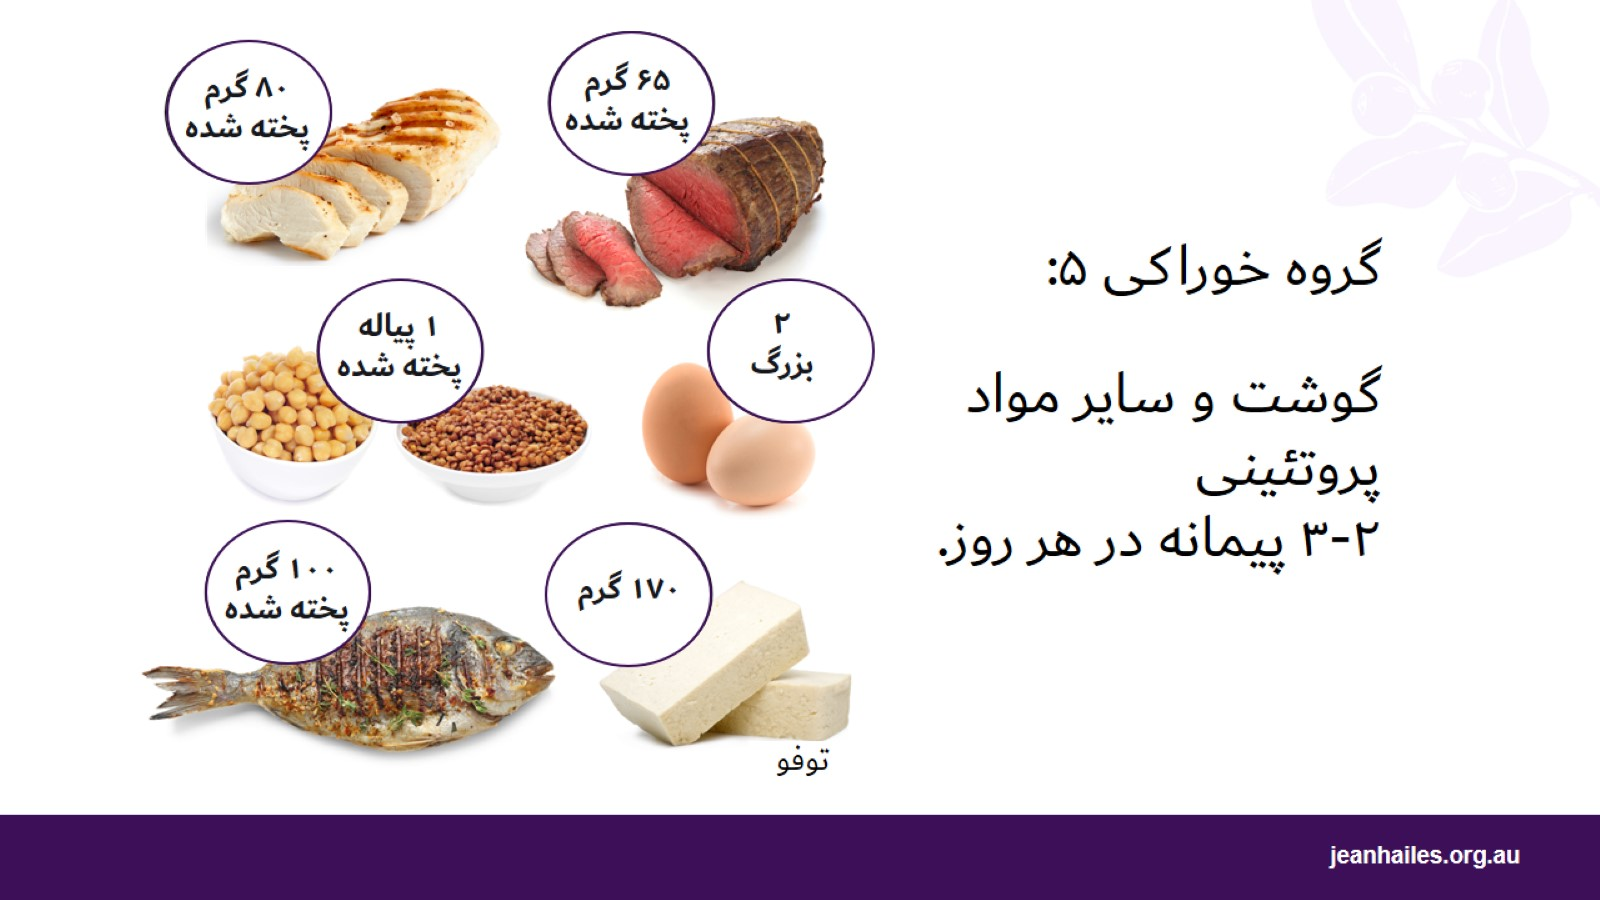 گروه خوراکی ۵:
گوشت و سایر مواد
پروتئینی
۲-۳ پیمانه در هر روز.
۶۵ گرم
پخته شده
۸۰ گرم
پخته شده
۲
بزرگ
۱ پیاله
پخته شده
۱۷۰ گرم
۱۰۰ گرم
پخته شده
توفو
jeanhailes.org.au